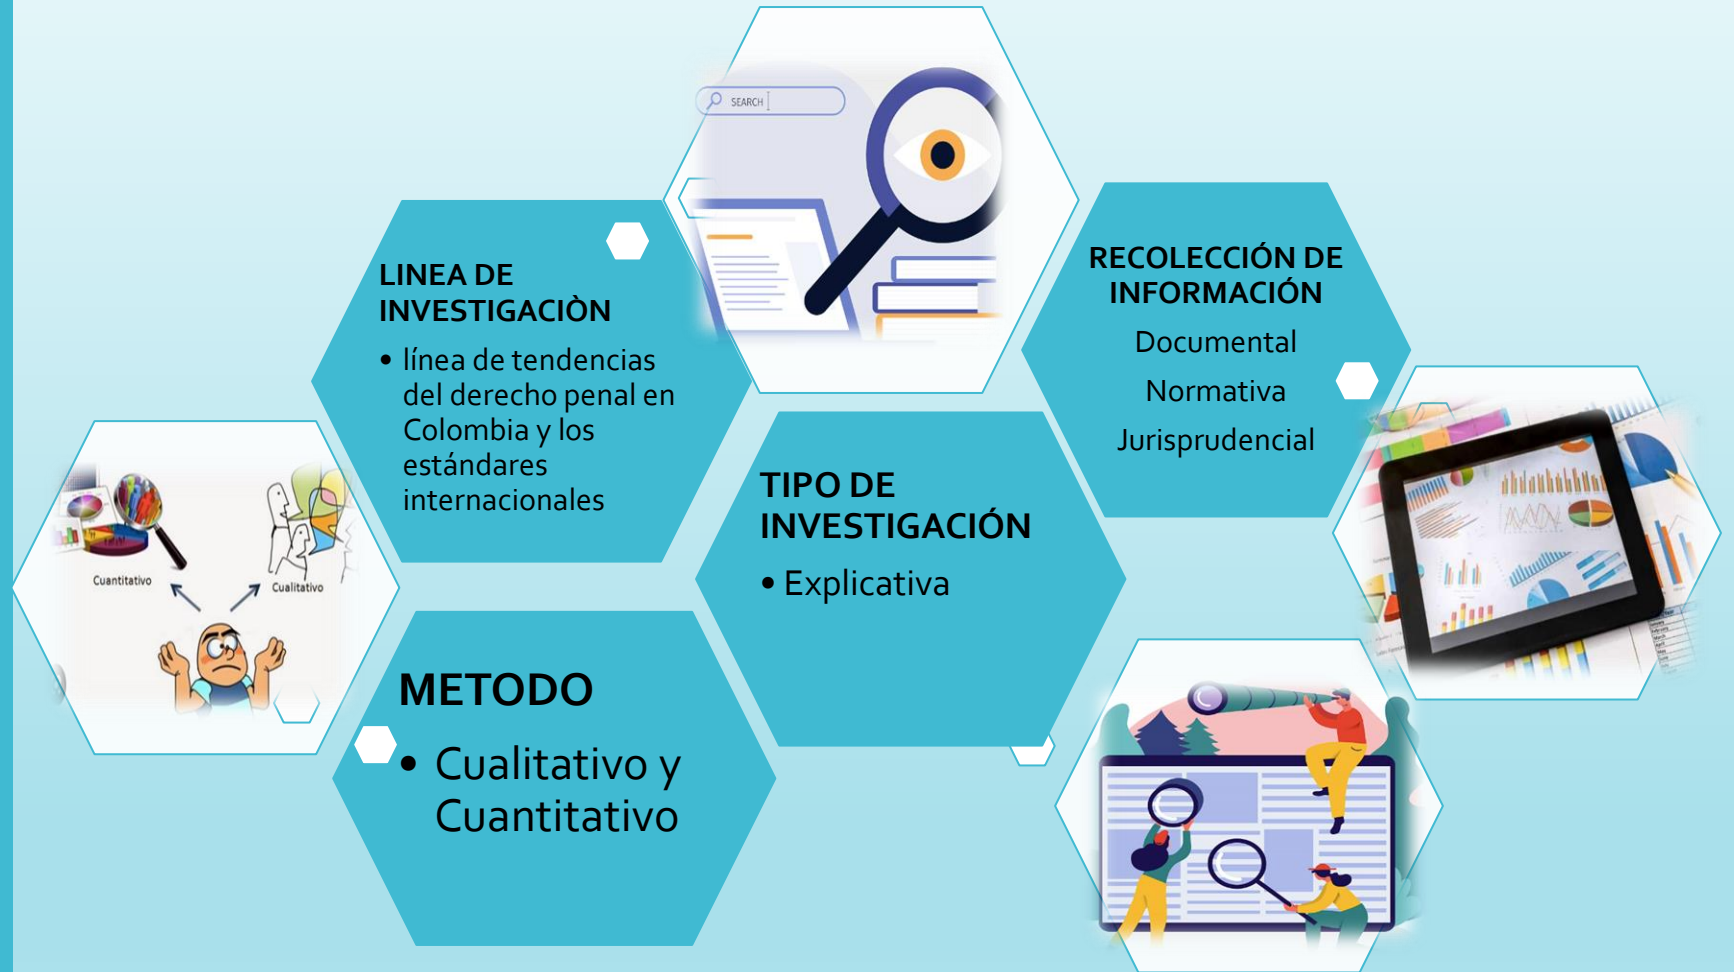 SEARCH
LINEA DE
INVESTIGACIÒN
• línea de tendencias
del derecho penal en
Colombia y los
estándares
internacionales
RECOLECCIÓN DE
INFORMACIÓN
Documental
Normativa
Jurisprudencial
TIPO DE
INVESTIGACIÓN
• Explicativa
Cuantitativo
Cualitativo
METODO
• Cualitativo y
Cuantitativo